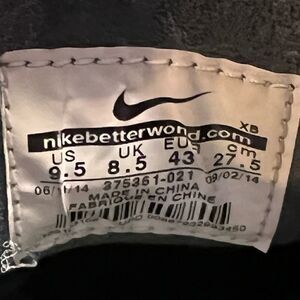 XB
nikebetterworld.com
US UK EUR cm
9.5 8.5 43 27.5
06/11/14 375361-021 09/02/14
MADE IN CHINA
FABRIQUE EN CHINE